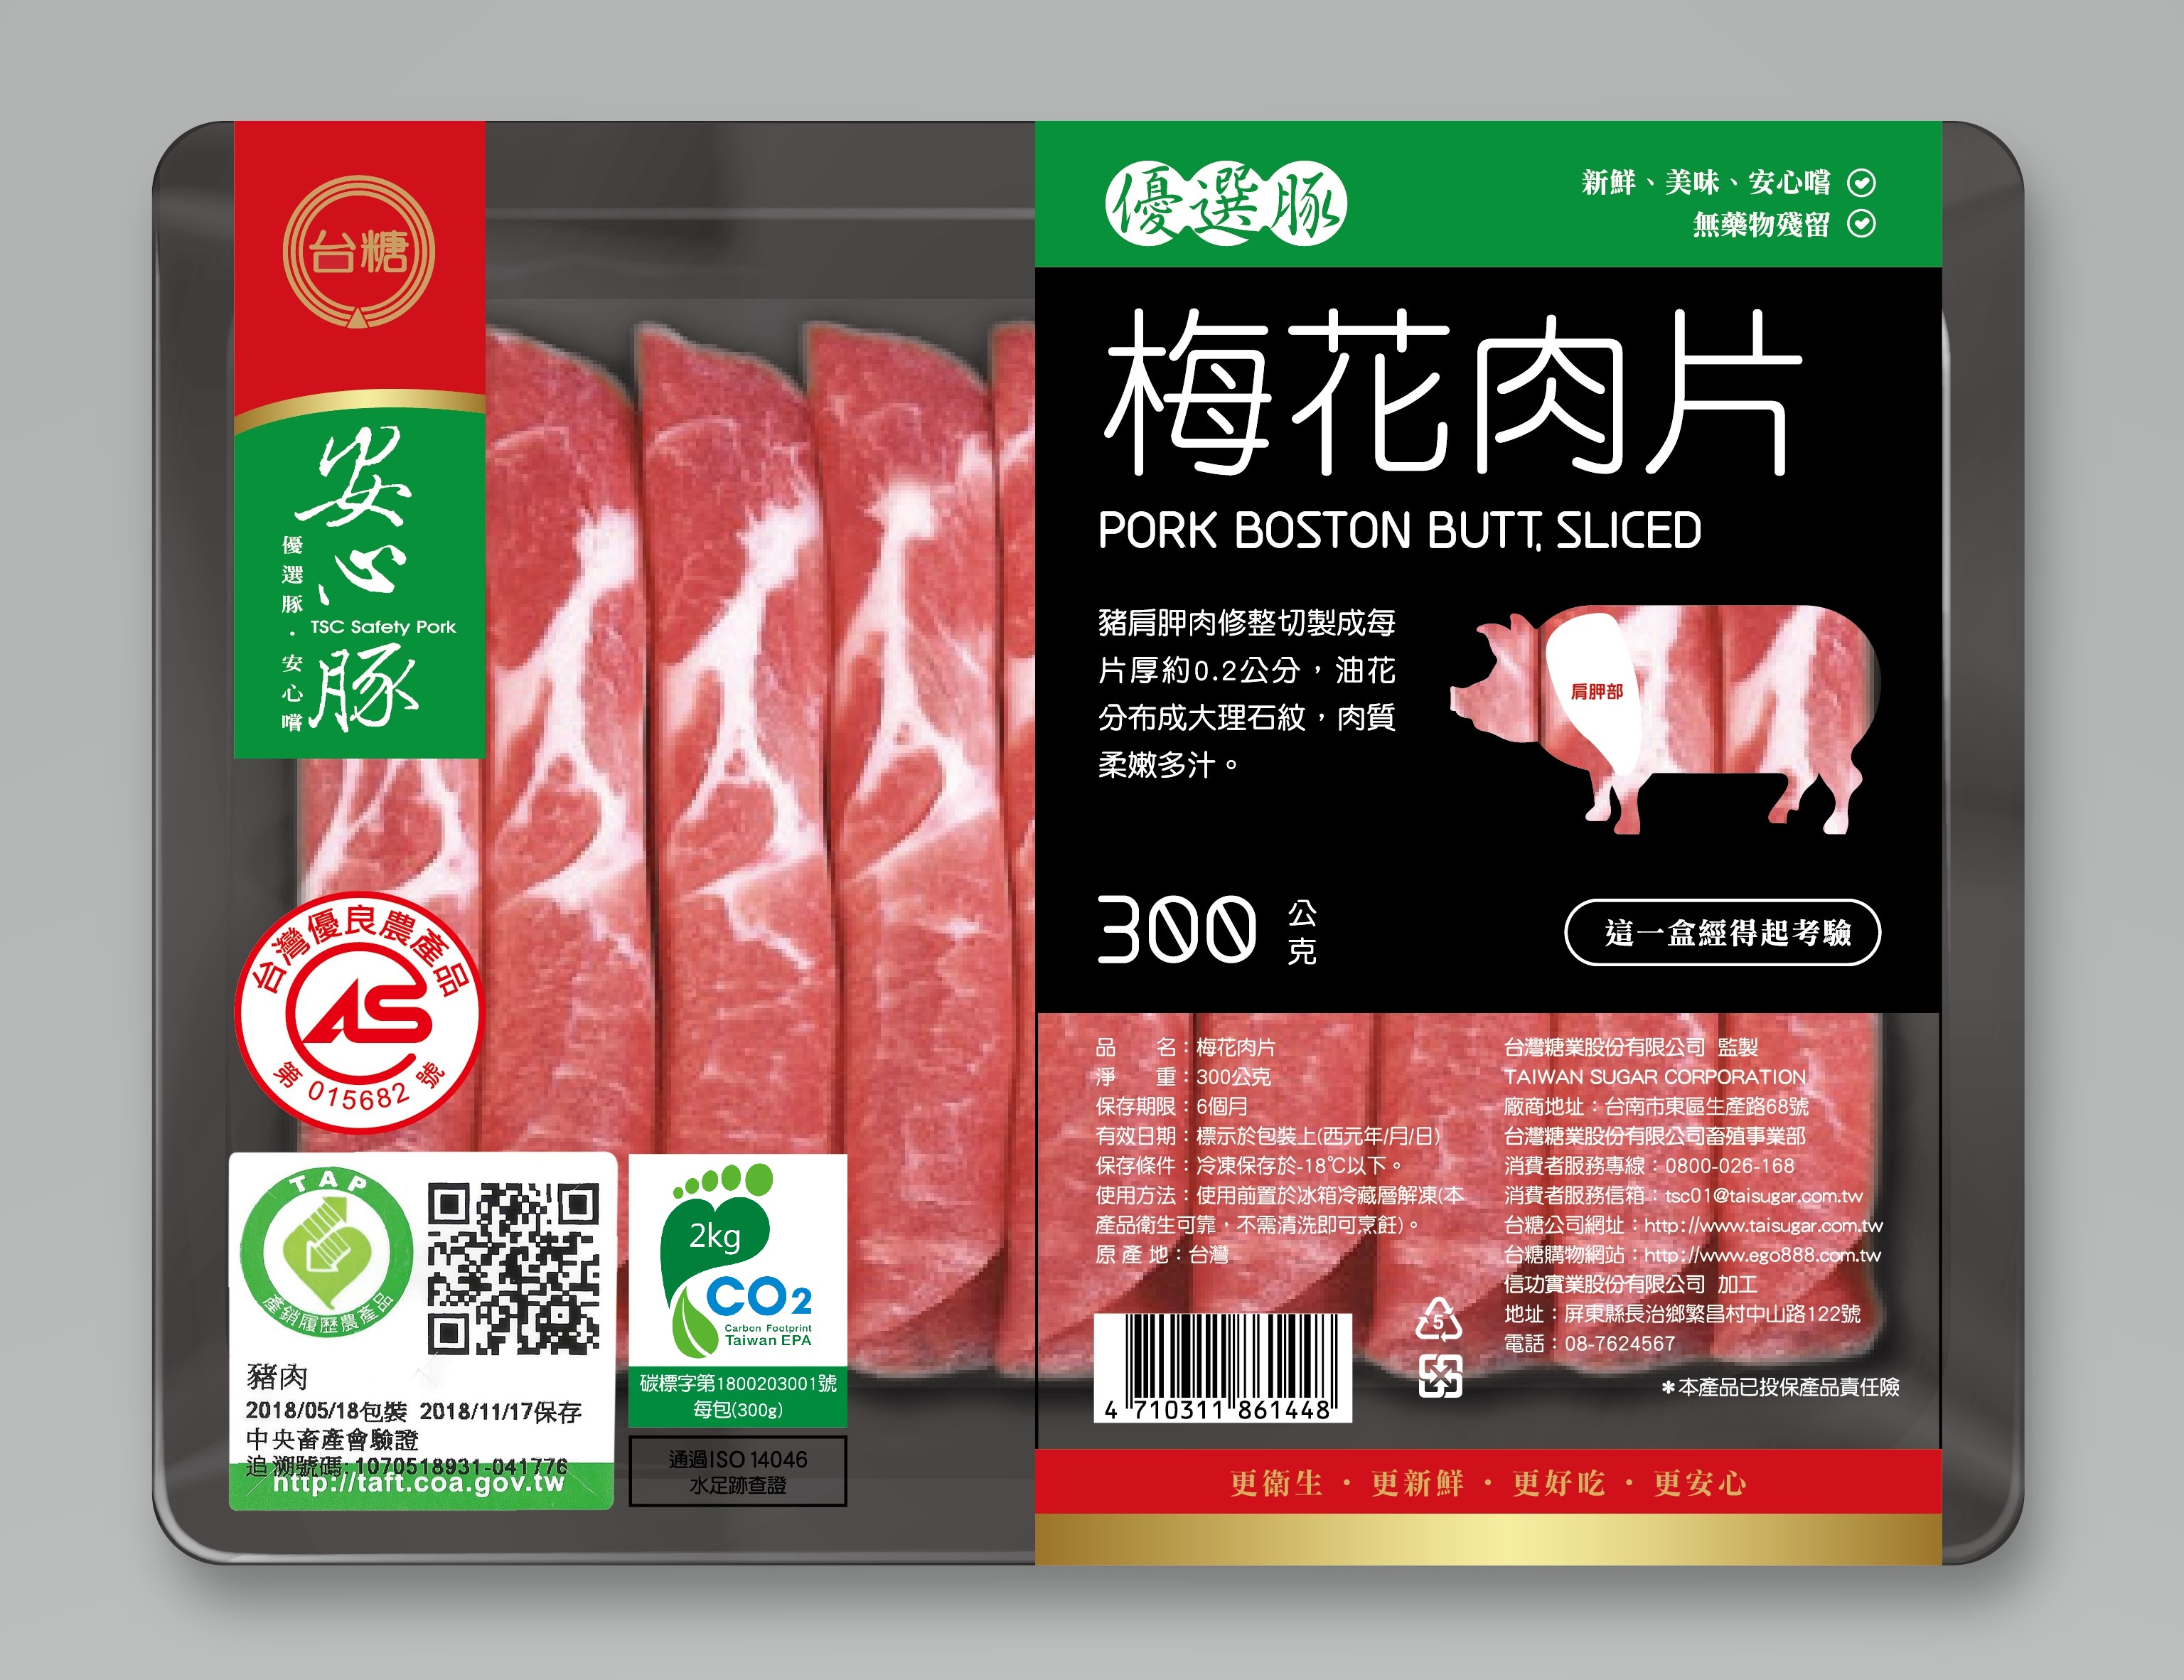 台糖
安心豚
TSC Safety Pork
優選豚・安心嚐
台灣優良農產品
CAS
第 015682 號
TAP
產銷履歷農產品
豬肉
2018/05/18包裝 2018/11/17保存
中央畜產會驗證
追溯號碼:1070518931-041776
http://taft.coa.gov.tw
2kg
CO2
Carbon Footprint
Taiwan EPA
碳標字第1800203001號
每包(300g)
通過ISO 14046
水足跡查證
優選豚
新鮮、美味、安心嚐
無藥物殘留
梅花肉片
PORK BOSTON BUTT, SLICED
豬肩胛肉修整切製成每
片厚約0.2公分，油花
分布成大理石紋，肉質
柔嫩多汁。
肩胛部
300 公克
這一盒經得起考驗
品　名：梅花肉片
淨　重：300公克
保存期限：6個月
有效日期：標示於包裝上(西元年/月/日)
保存條件：冷凍保存於-18℃以下。
使用方法：使用前置於冰箱冷藏層解凍(本
產品衛生可靠，不需清洗即可烹飪)。
原 產 地：台灣
台灣糖業股份有限公司 監製
TAIWAN SUGAR CORPORATION
廠商地址：台南市東區生產路68號
台灣糖業股份有限公司畜殖事業部
消費者服務專線：0800-026-168
消費者服務信箱：tsc01@taisugar.com.tw
台糖公司網址：http://www.taisugar.com.tw
台糖購物網站：http://www.ego888.com.tw
信功實業股份有限公司 加工
地址：屏東縣長治鄉繁昌村中山路122號
電話：08-7624567
4 710311 861448
5
＊本產品已投保產品責任險
更衛生・更新鮮・更好吃・更安心